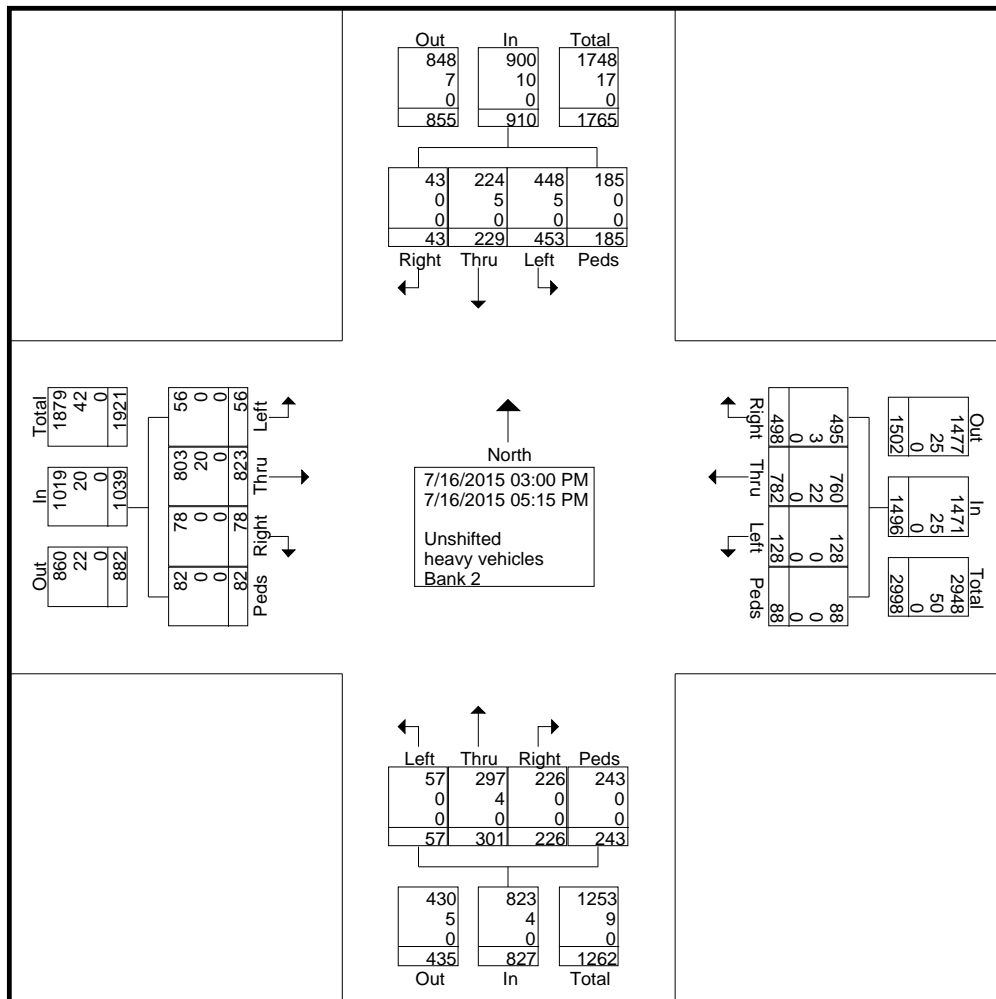 Out In Total
848 900 1748
7 10 17
0 0 0
855 910 1765
43 224 448 185
0 5 5 0
0 0 0 0
43 229 453 185
Right Thru Left Peds
Total
1879
42
0
1921
In
1019
20
0
1039
Out
860
22
0
882
56
0
0
56
Left
803
20
0
823
Thru
78
0
0
78
Right
82
0
0
82
Peds
North
7/16/2015 03:00 PM
7/16/2015 05:15 PM
Unshifted
heavy vehicles
Bank 2
Right
495
3
0
498
Thru
760
22
0
782
Left
128
0
0
128
Peds
88
0
0
88
Out
1477
25
0
1502
In
1471
25
0
1496
Total
2948
50
0
2998
Left Thru Right Peds
57 297 226 243
0 4 0 0
0 0 0 0
57 301 226 243
430 823 1253
5 4 9
0 0 0
435 827 1262
Out In Total